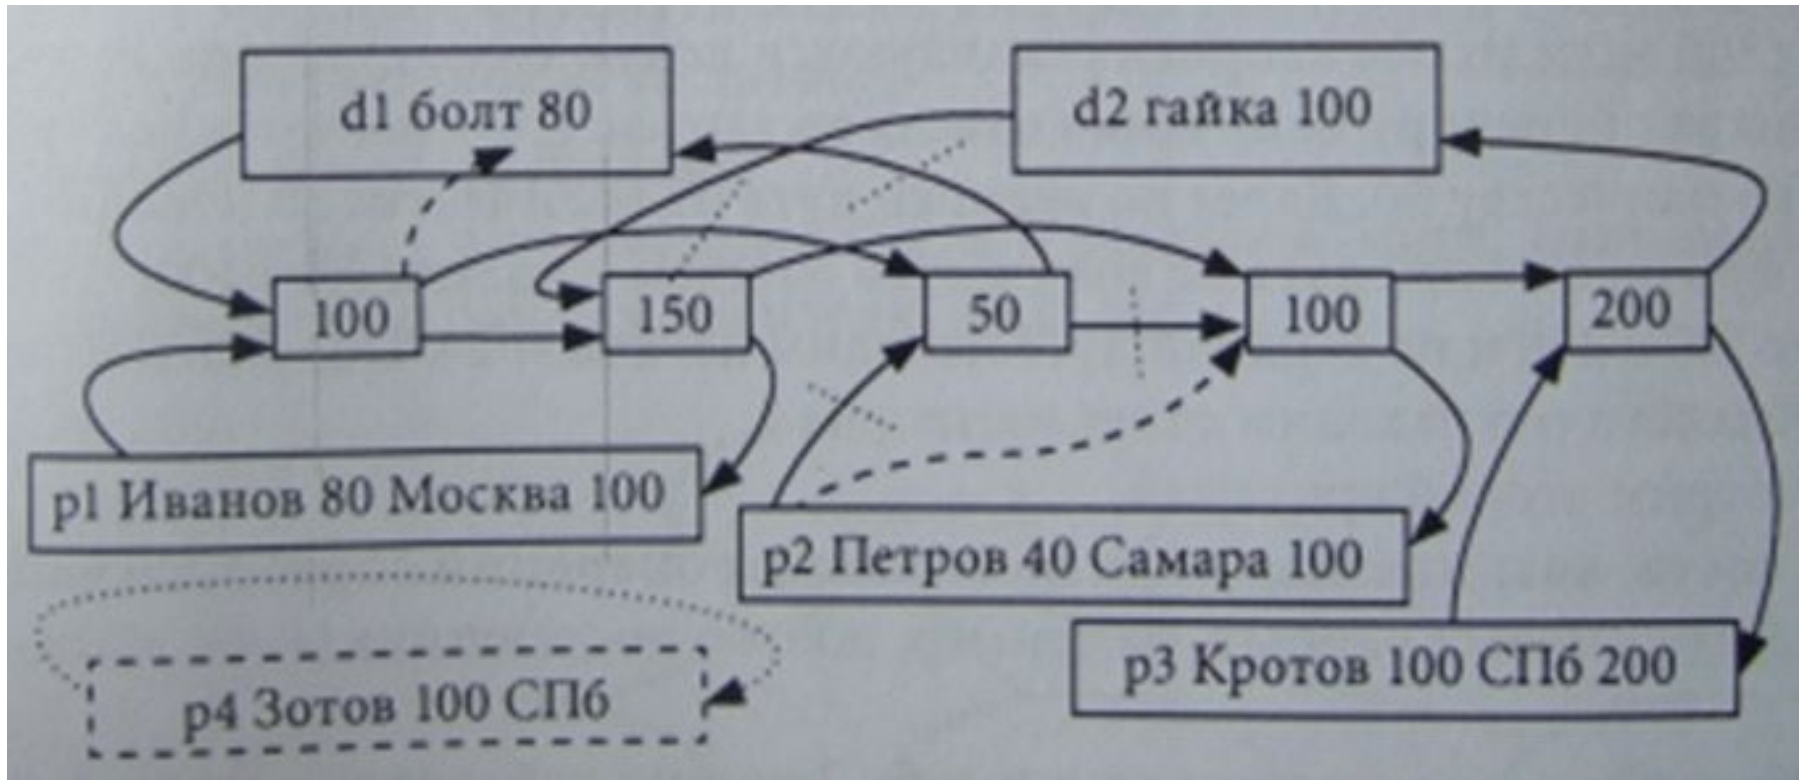 d1 болт 80
d2 гайка 100
100
150
50
100
200
p1 Иванов 80 Москва 100
p2 Петров 40 Самара 100
p3 Кротов 100 СПб 200
p4 Зотов 100 СПб